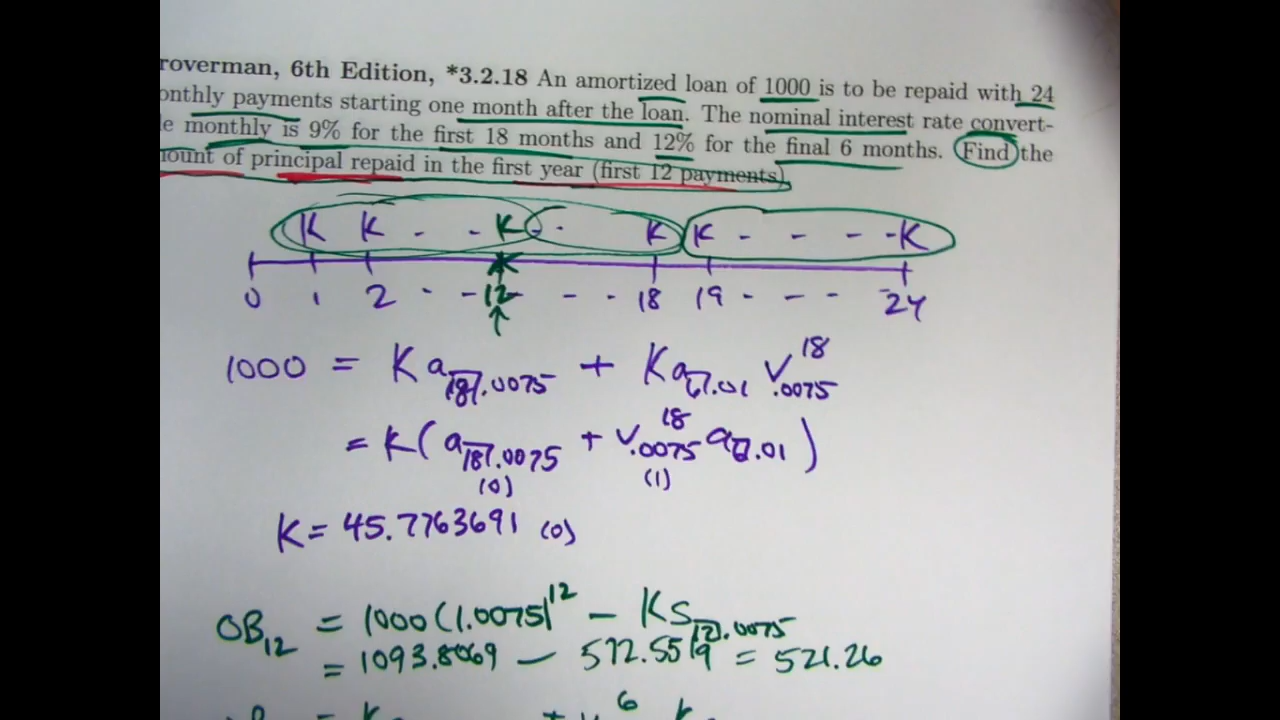 roverman, 6th Edition, *3.2.18 An amortized loan of 1000 is to be repaid with 24
onthly payments starting one month after the loan. The nominal interest rate convert-
e monthly is 9% for the first 18 months and 12% for the final 6 months. Find the
ount of principal repaid in the first year (first 12 payments).
K K - - K - · K K - - - - K
0 1 2 - - 12 - - - 18 19 - - - - 24
1000 = K a18̅|.0075 + K a6̅|.01 v.0075^18
= K( a18̅|.0075 + v.0075^18 a6̅|.01 )
(0) (1)
K = 45.7763691 (0)
OB12 = 1000(1.0075)^12 - K s12̅|.0075
= 1093.8069 - 572.5519 = 521.26